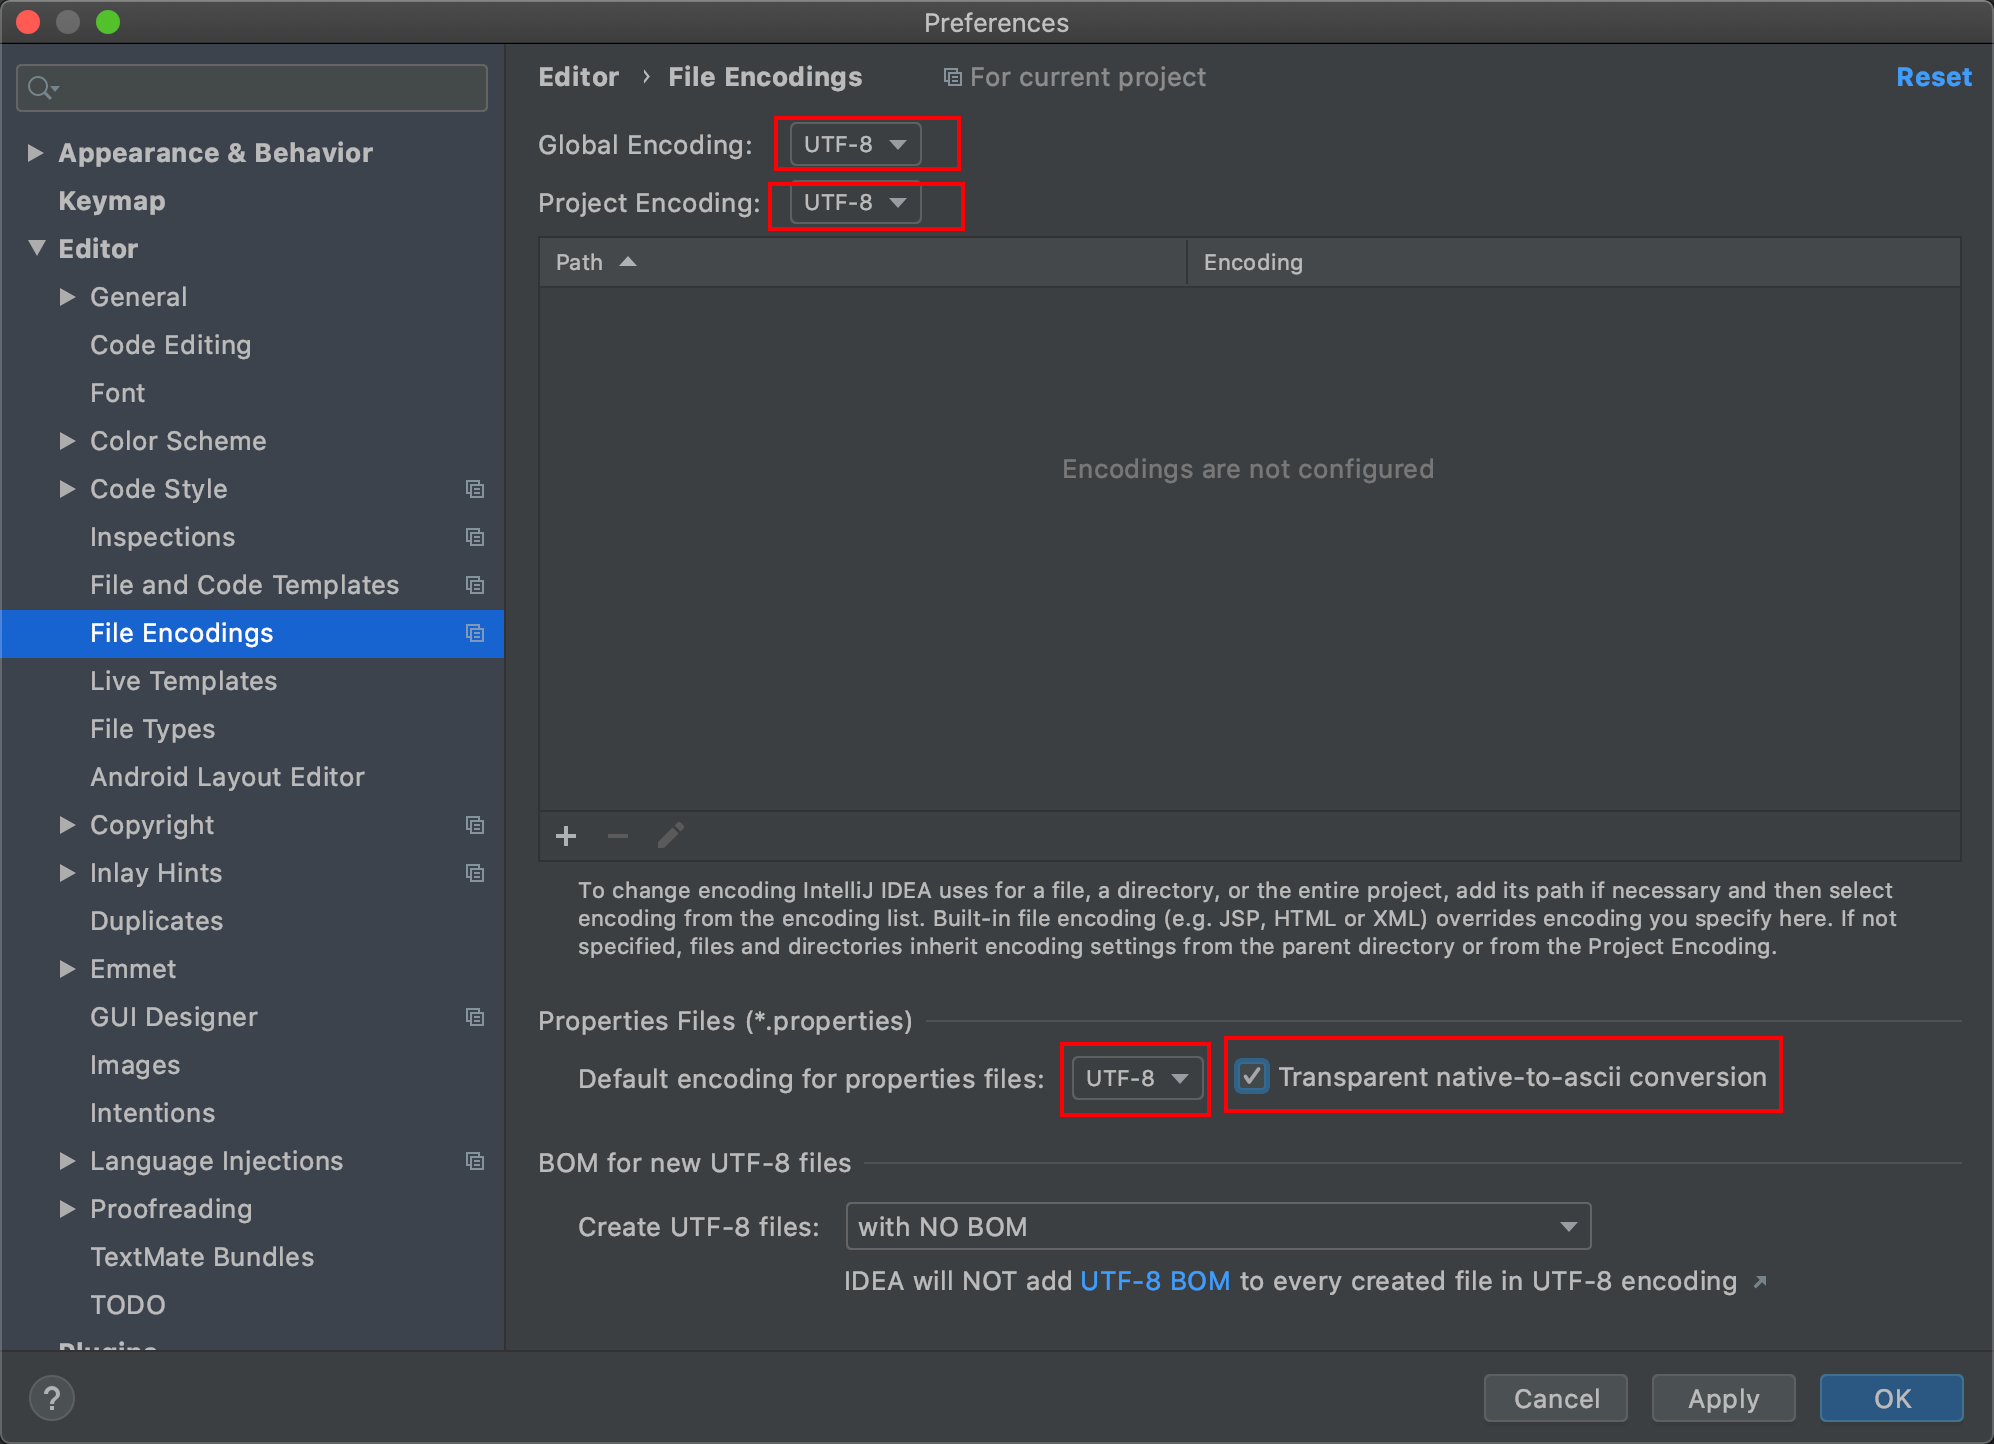 Preferences
Appearance & Behavior
Keymap
Editor
General
Code Editing
Font
Color Scheme
Code Style
Inspections
File and Code Templates
File Encodings
Live Templates
File Types
Android Layout Editor
Copyright
Inlay Hints
Duplicates
Emmet
GUI Designer
Images
Intentions
Language Injections
Proofreading
TextMate Bundles
TODO
Plugins
Editor › File Encodings
For current project
Reset
Global Encoding: UTF-8
Project Encoding: UTF-8
Path Encoding
Encodings are not configured
To change encoding IntelliJ IDEA uses for a file, a directory, or the entire project, add its path if necessary and then select
encoding from the encoding list. Built-in file encoding (e.g. JSP, HTML or XML) overrides encoding you specify here. If not
specified, files and directories inherit encoding settings from the parent directory or from the Project Encoding.
Properties Files (*.properties)
Default encoding for properties files: UTF-8 Transparent native-to-ascii conversion
BOM for new UTF-8 files
Create UTF-8 files: with NO BOM
IDEA will NOT add UTF-8 BOM to every created file in UTF-8 encoding ↗
?
Cancel
Apply
OK